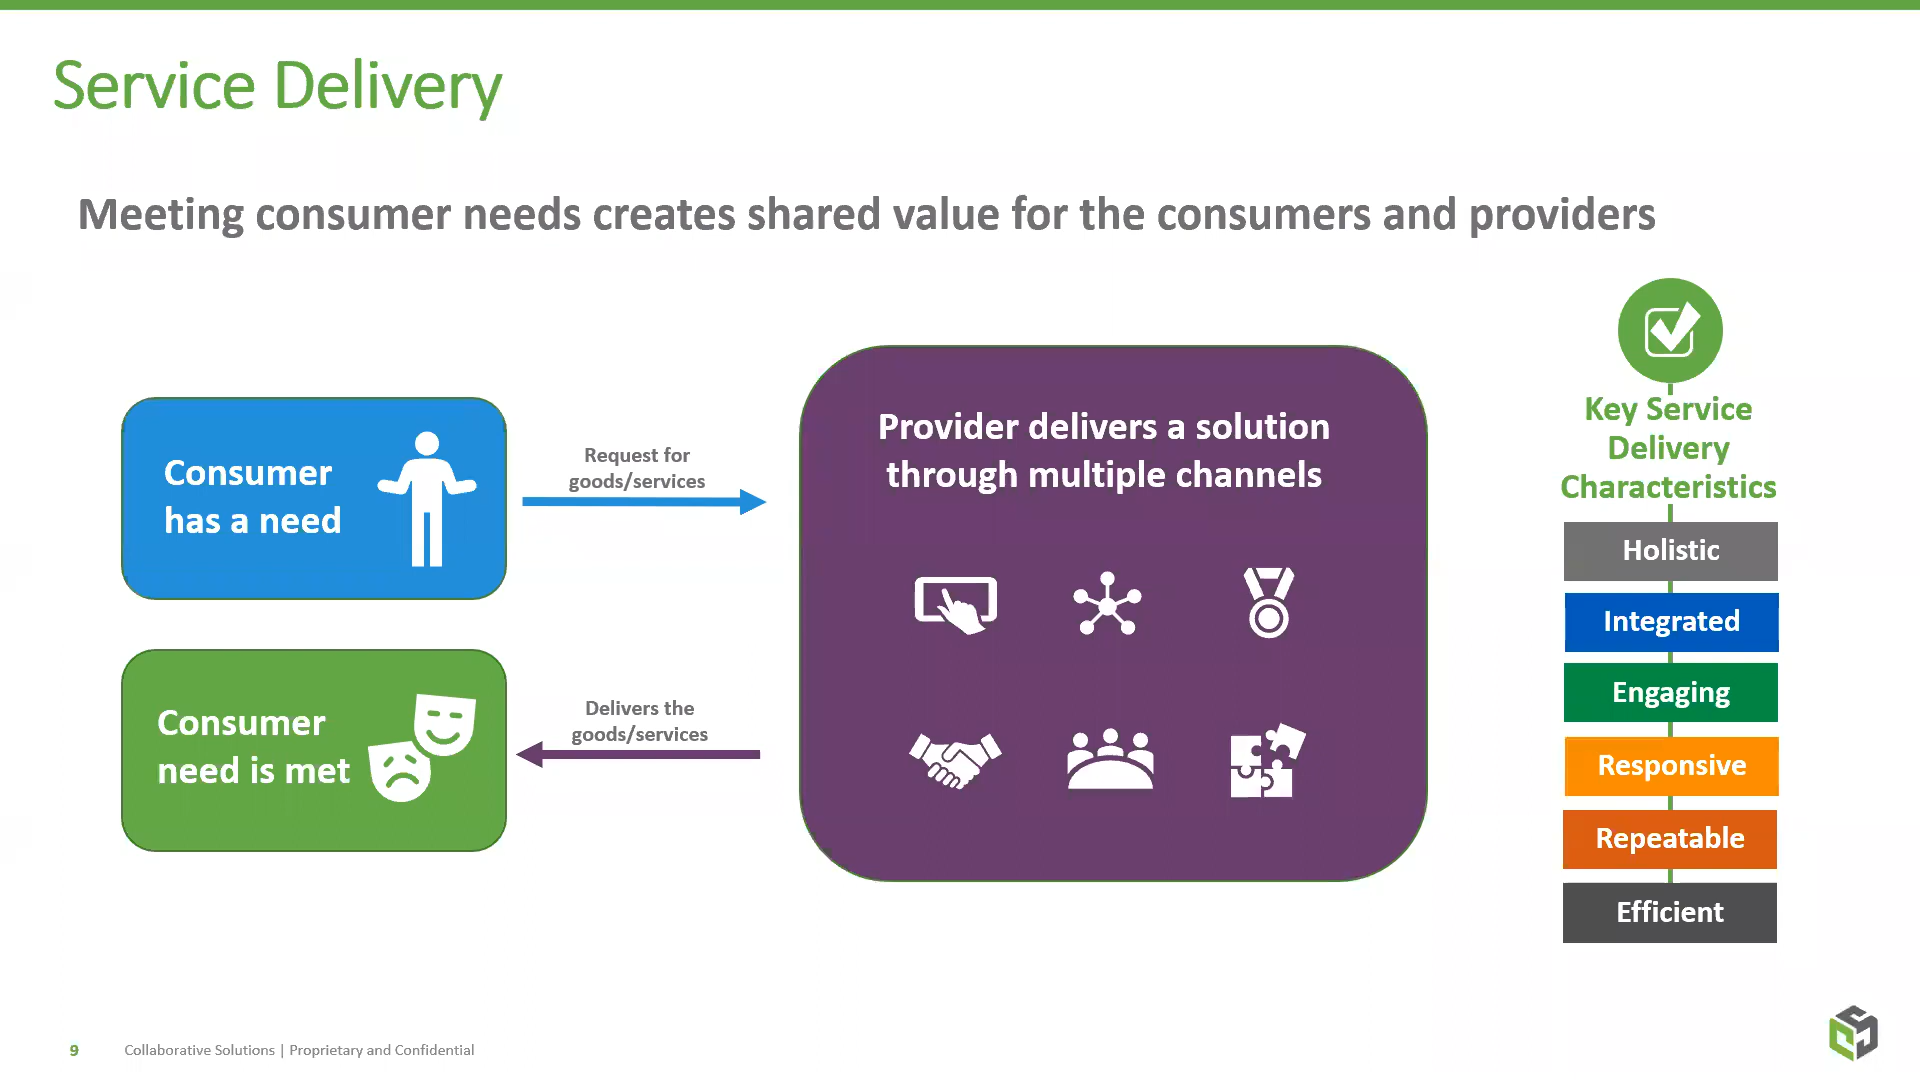 Service Delivery
Meeting consumer needs creates shared value for the consumers and providers
Consumer
has a need
Request for
goods/services
Provider delivers a solution
through multiple channels
Consumer
need is met
Delivers the
goods/services
Key Service
Delivery
Characteristics
Holistic
Integrated
Engaging
Responsive
Repeatable
Efficient
9
Collaborative Solutions | Proprietary and Confidential